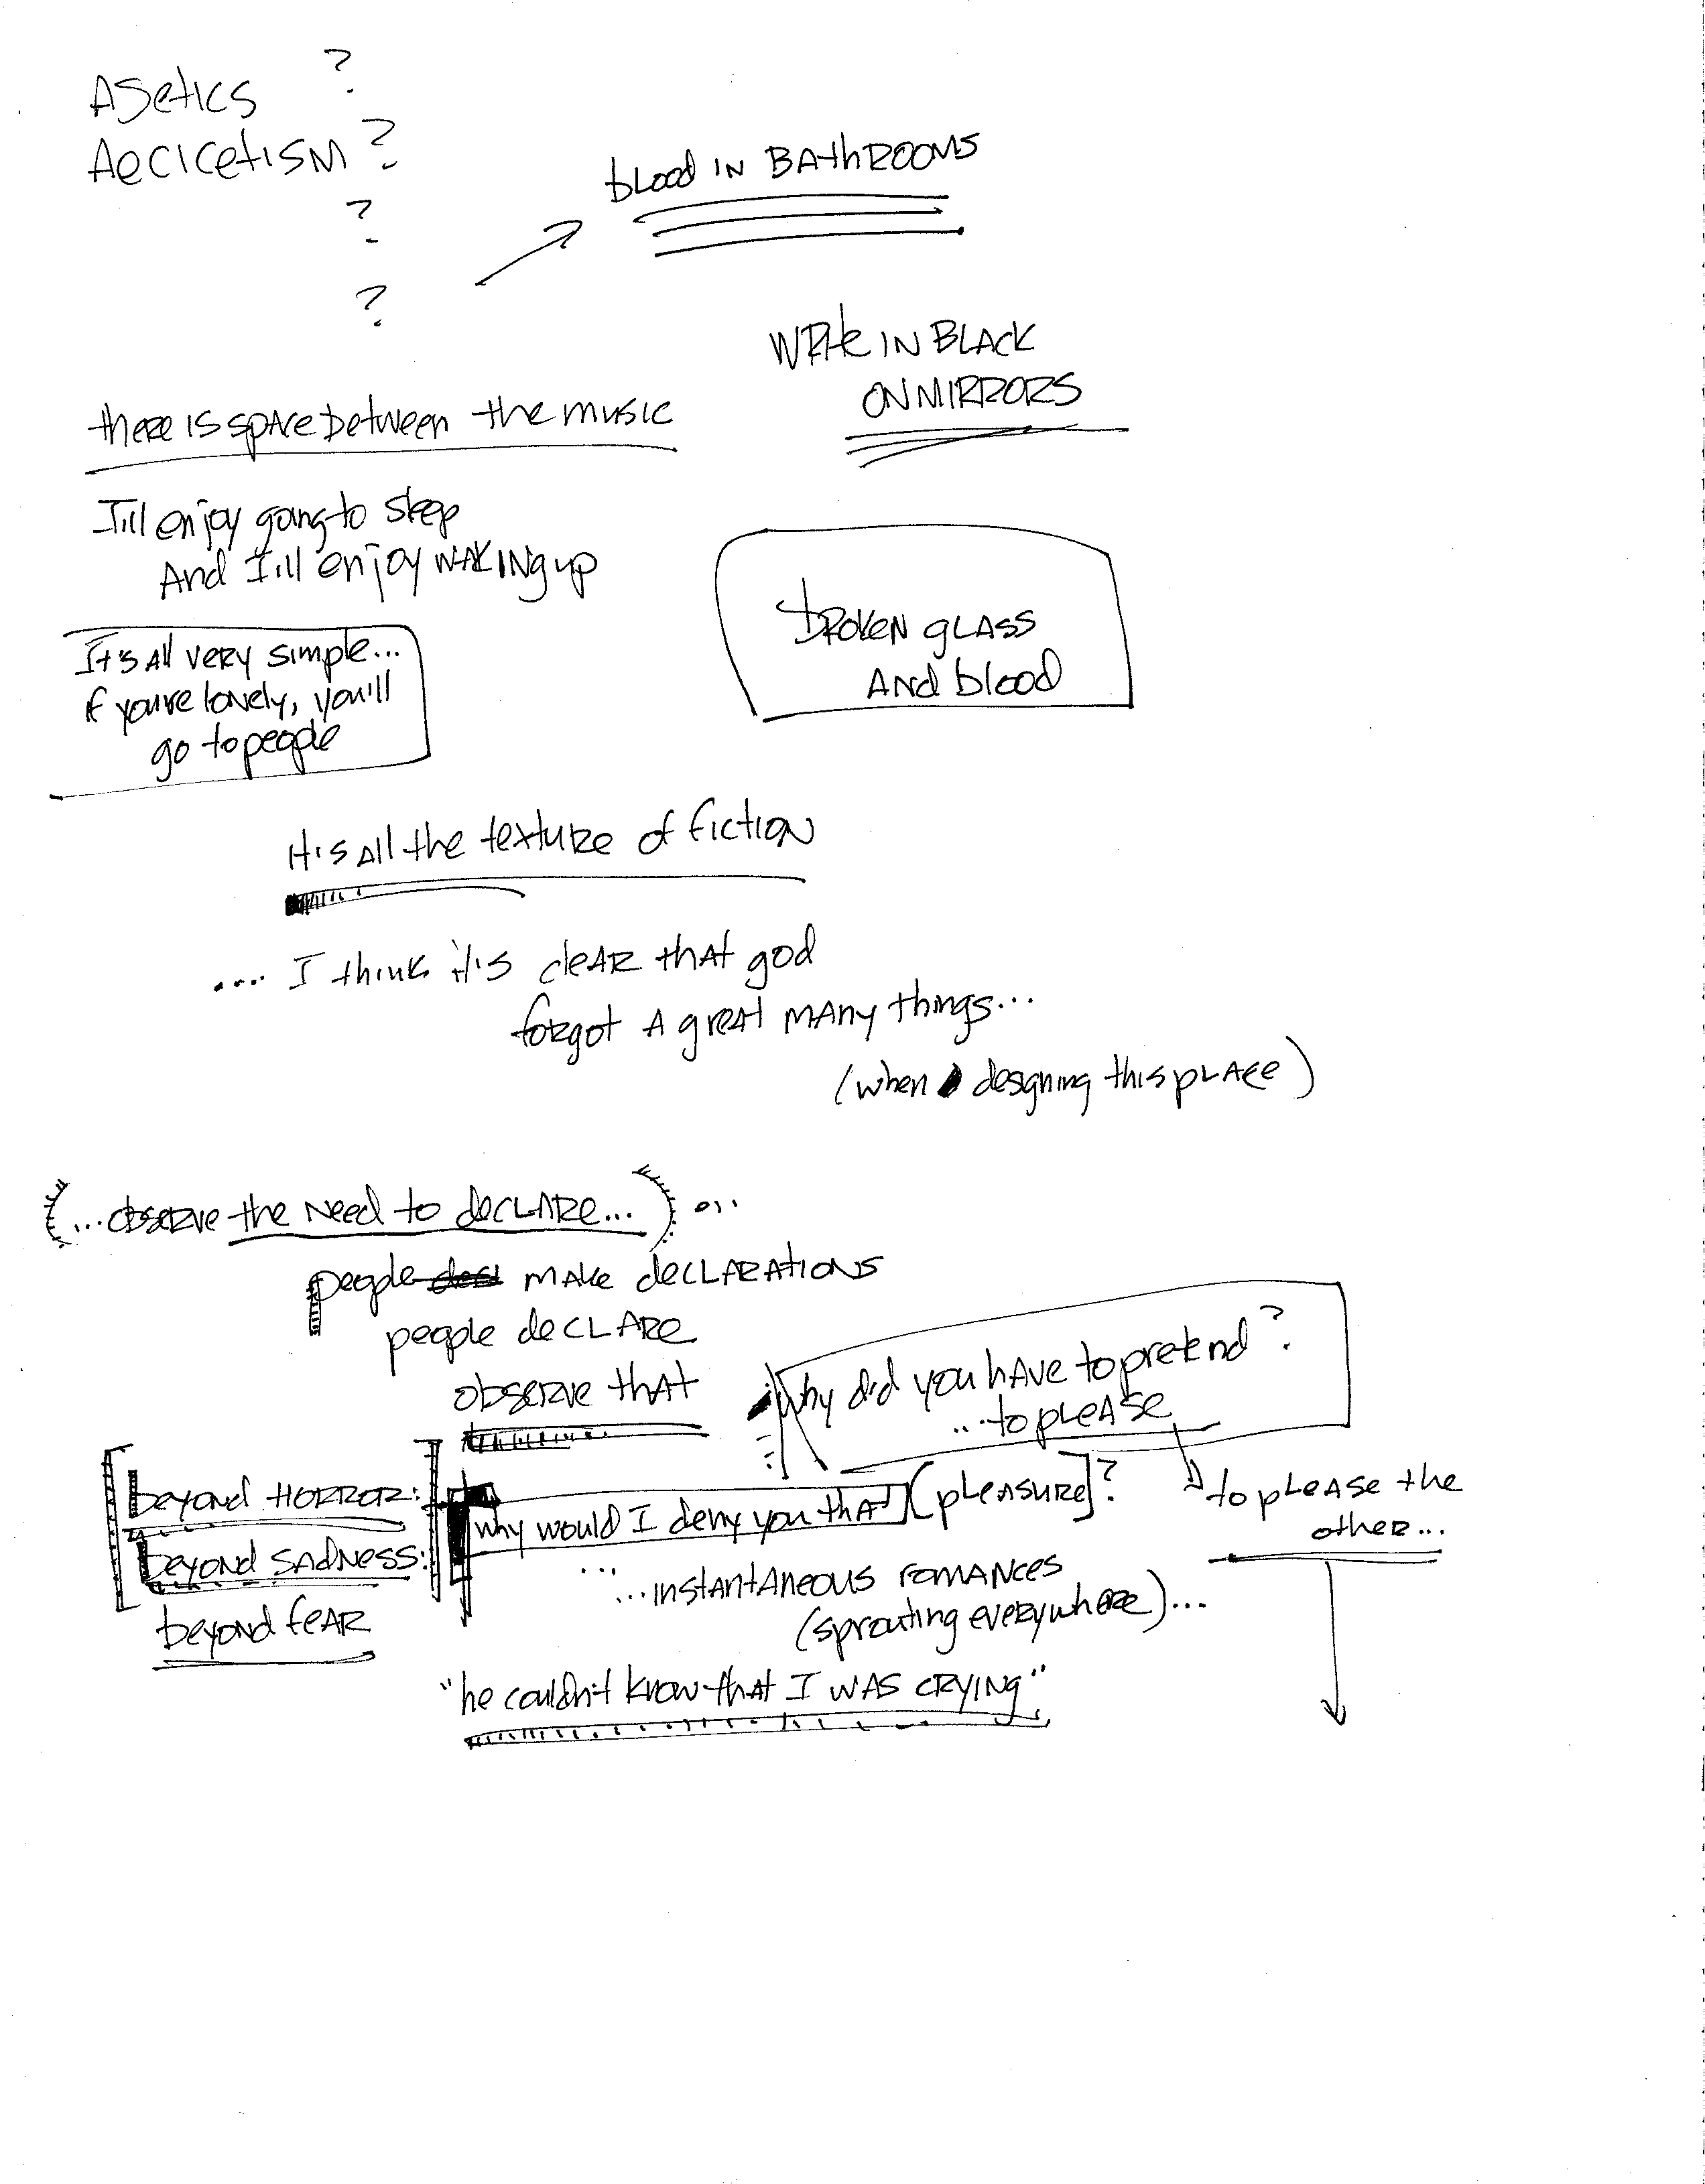 Asetics ?
Aecicetism ?
?
?
blood in Bathrooms
Write in Black
on mirrors
there is space between the music
I'll enjoy going to sleep
And I'll enjoy waking up
broken glass
And blood
It's all very simple...
if you're lonely, you'll
go to people
it's all the texture of fiction
.... I think it's clear that god
forgot a great many things...
(when designing this place)
(...observe the need to declare...) ...
people make declarations
people declare
observe that
why did you have to pretend?
...to please
to please the
other...
beyond horror:
beyond sadness:
beyond fear
why would I deny you that (pleasure]?
... ...instantaneous romances
(sprouting everywhere)...
"he couldn't know that I was crying"